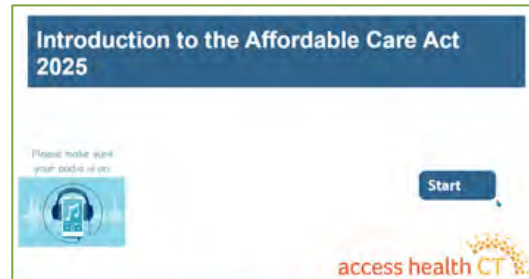 Introduction to the Affordable Care Act
2025
Please make sure
your audio is on
Start
access health CT